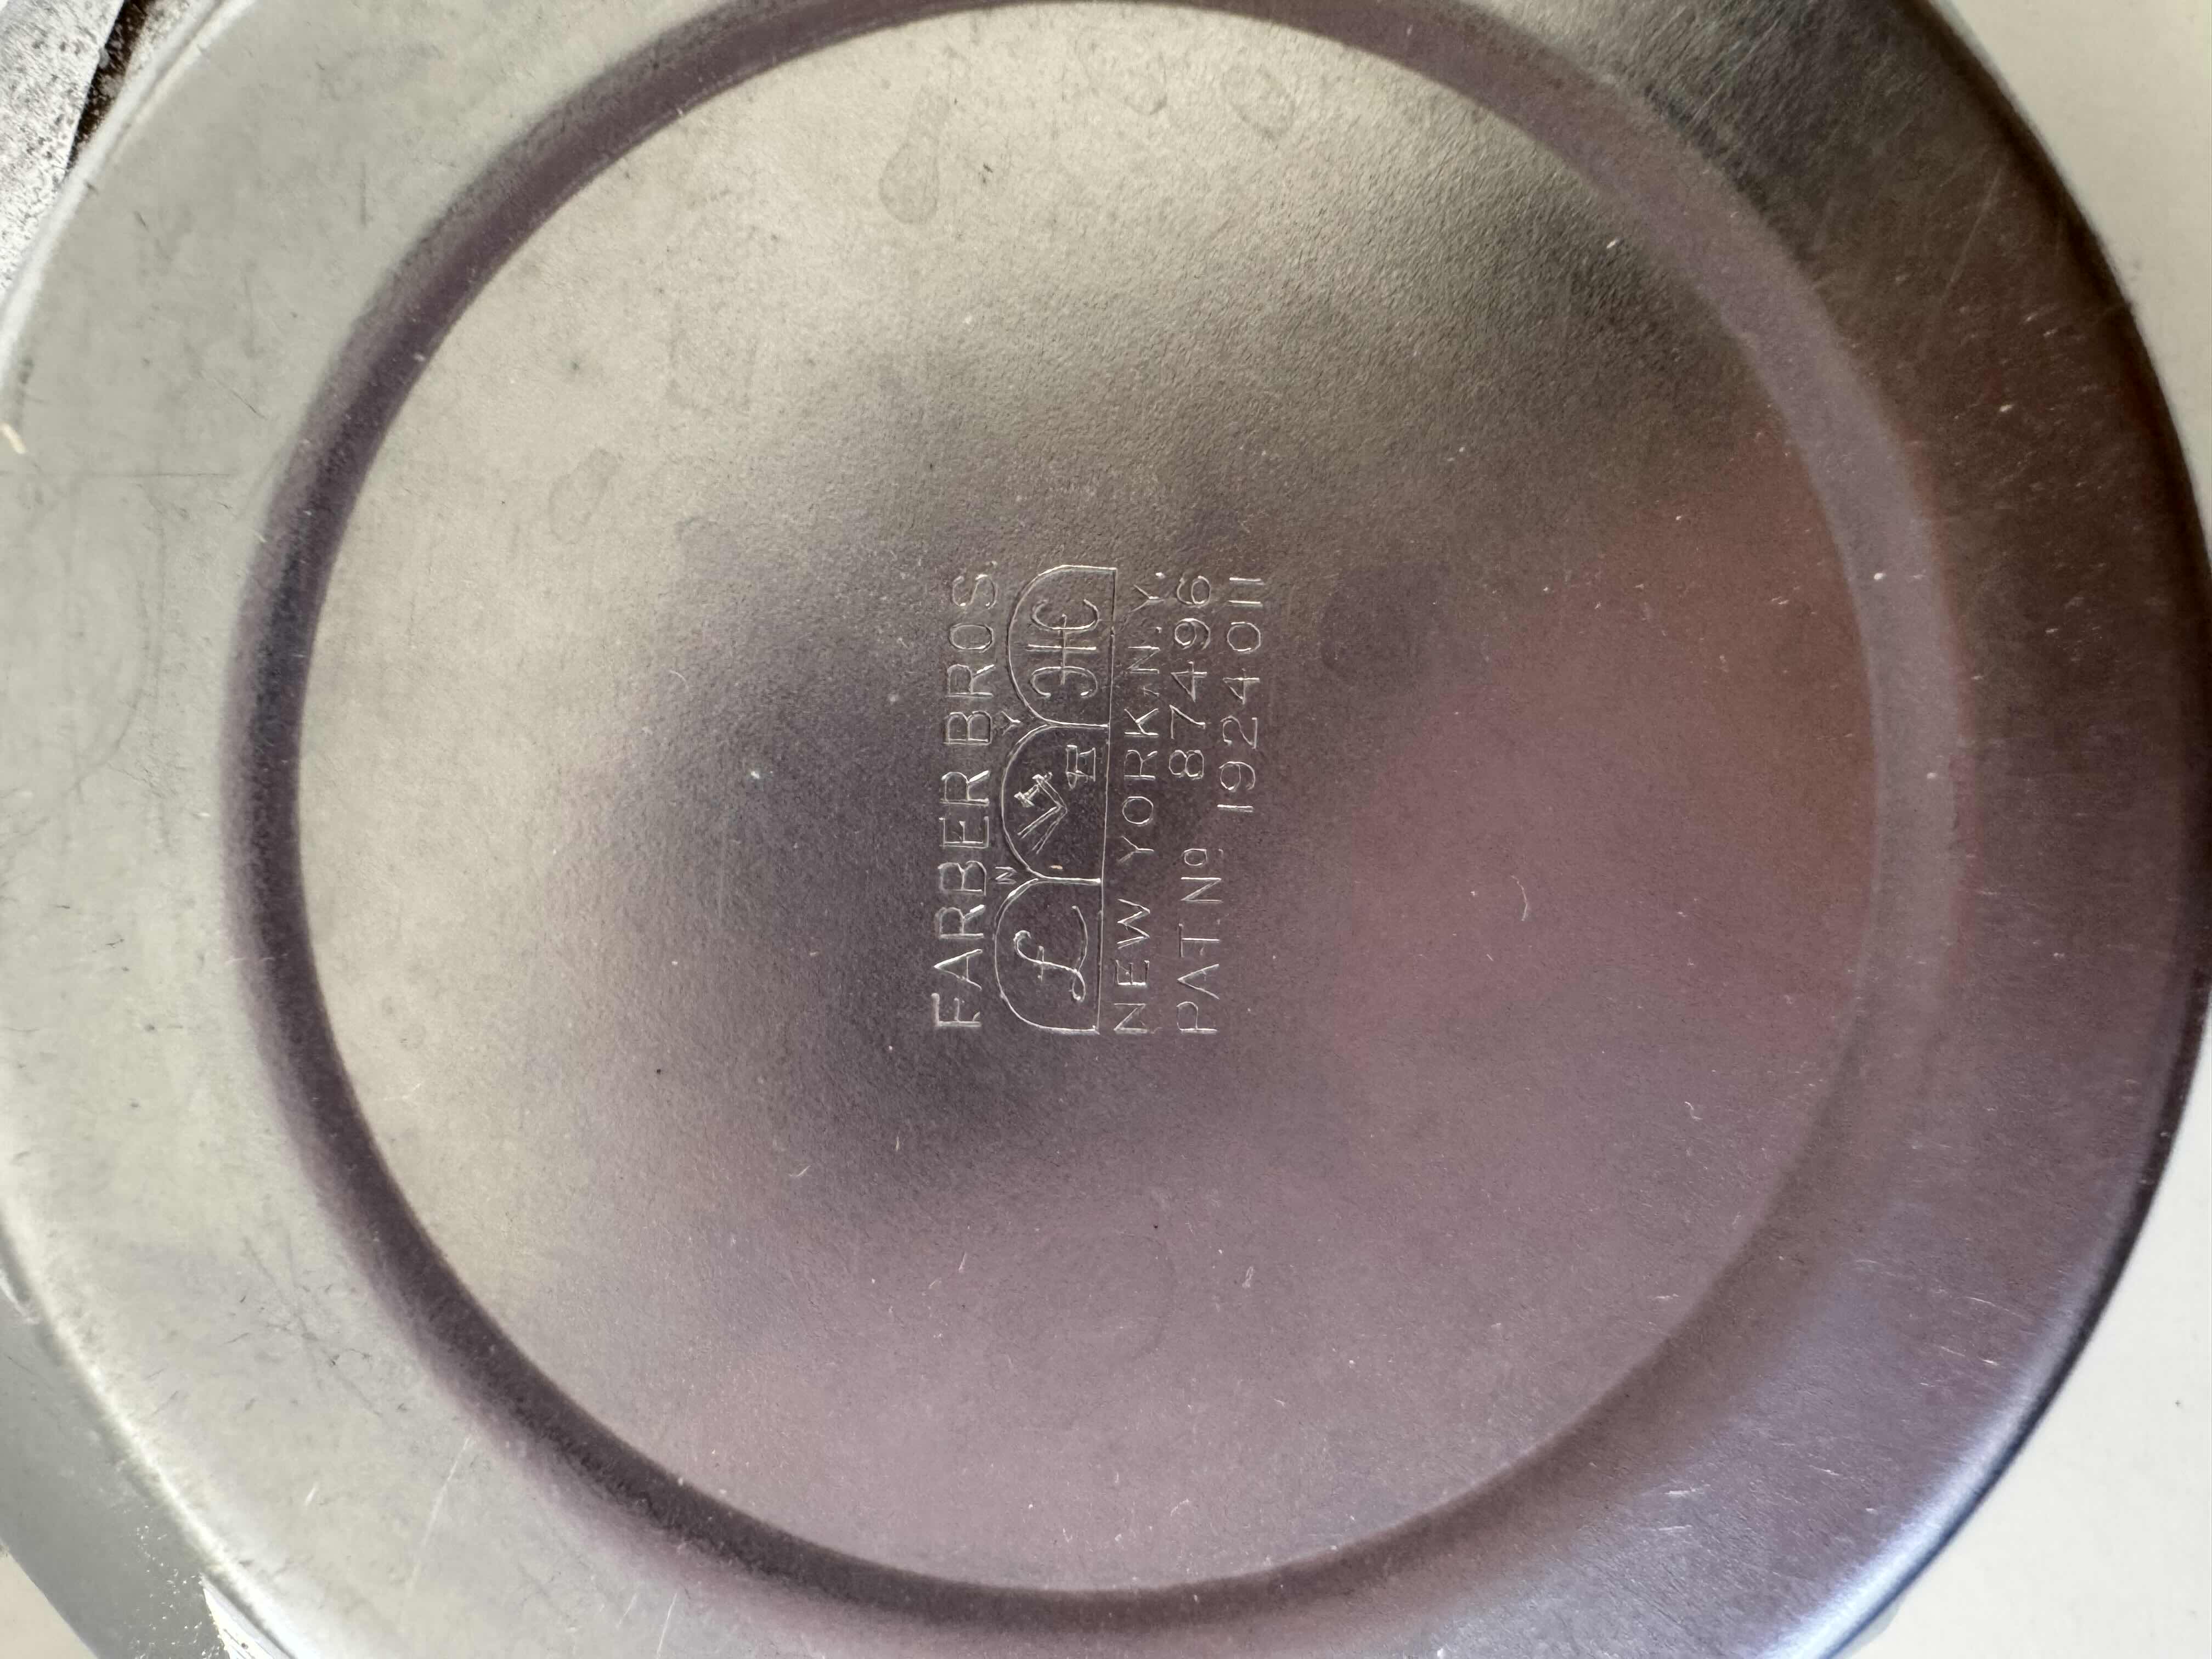 FARBER BROS.
N Y
f
NEW YORK, N.Y.
PAT. Nº 87496
1924011